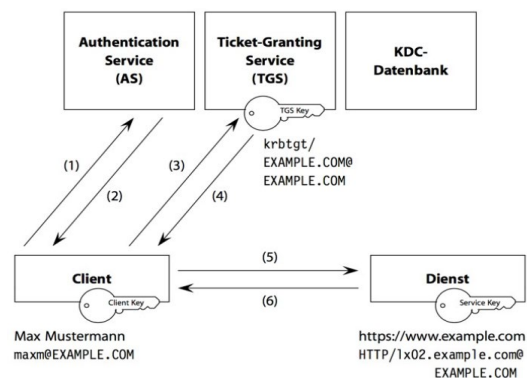 Authentication
Service
(AS)
Ticket-Granting
Service
(TGS)
KDC-
Datenbank
TGS Key
krbtgt/
EXAMPLE.COM@
EXAMPLE.COM
(1)
(2)
(3)
(4)
(5)
(6)
Client
Client Key
Max Mustermann
maxm@EXAMPLE.COM
Dienst
Service Key
https://www.example.com
HTTP/lx02.example.com@
EXAMPLE.COM